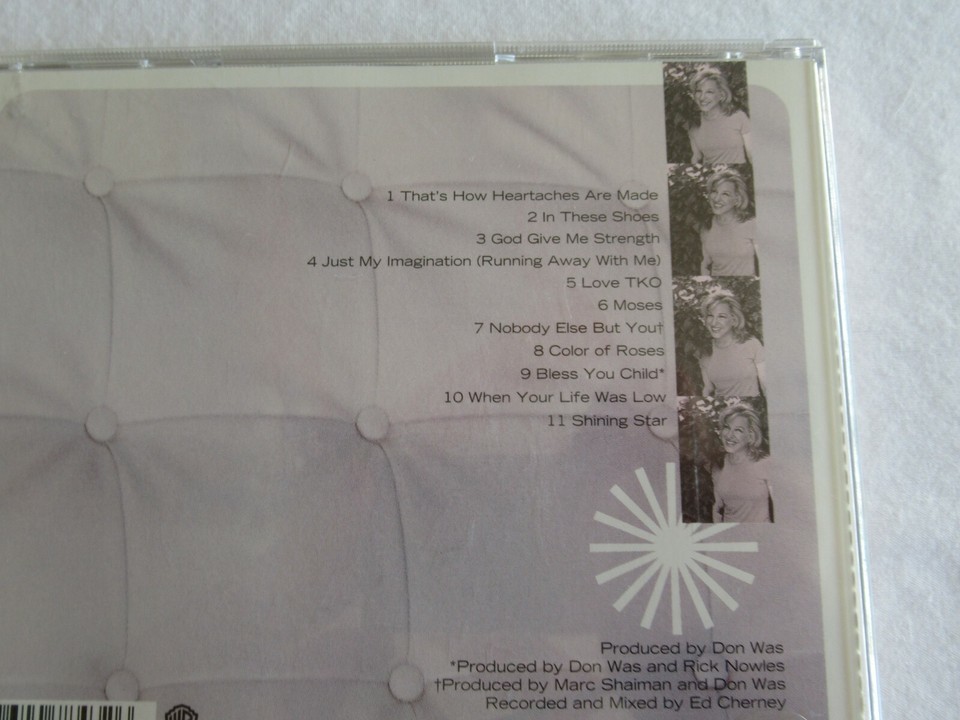 1 That's How Heartaches Are Made
2 In These Shoes
3 God Give Me Strength
4 Just My Imagination (Running Away With Me)
5 Love TKO
6 Moses
7 Nobody Else But You†
8 Color of Roses
9 Bless You Child*
10 When Your Life Was Low
11 Shining Star
Produced by Don Was
*Produced by Don Was and Rick Nowles
†Produced by Marc Shaiman and Don Was
Recorded and Mixed by Ed Cherney